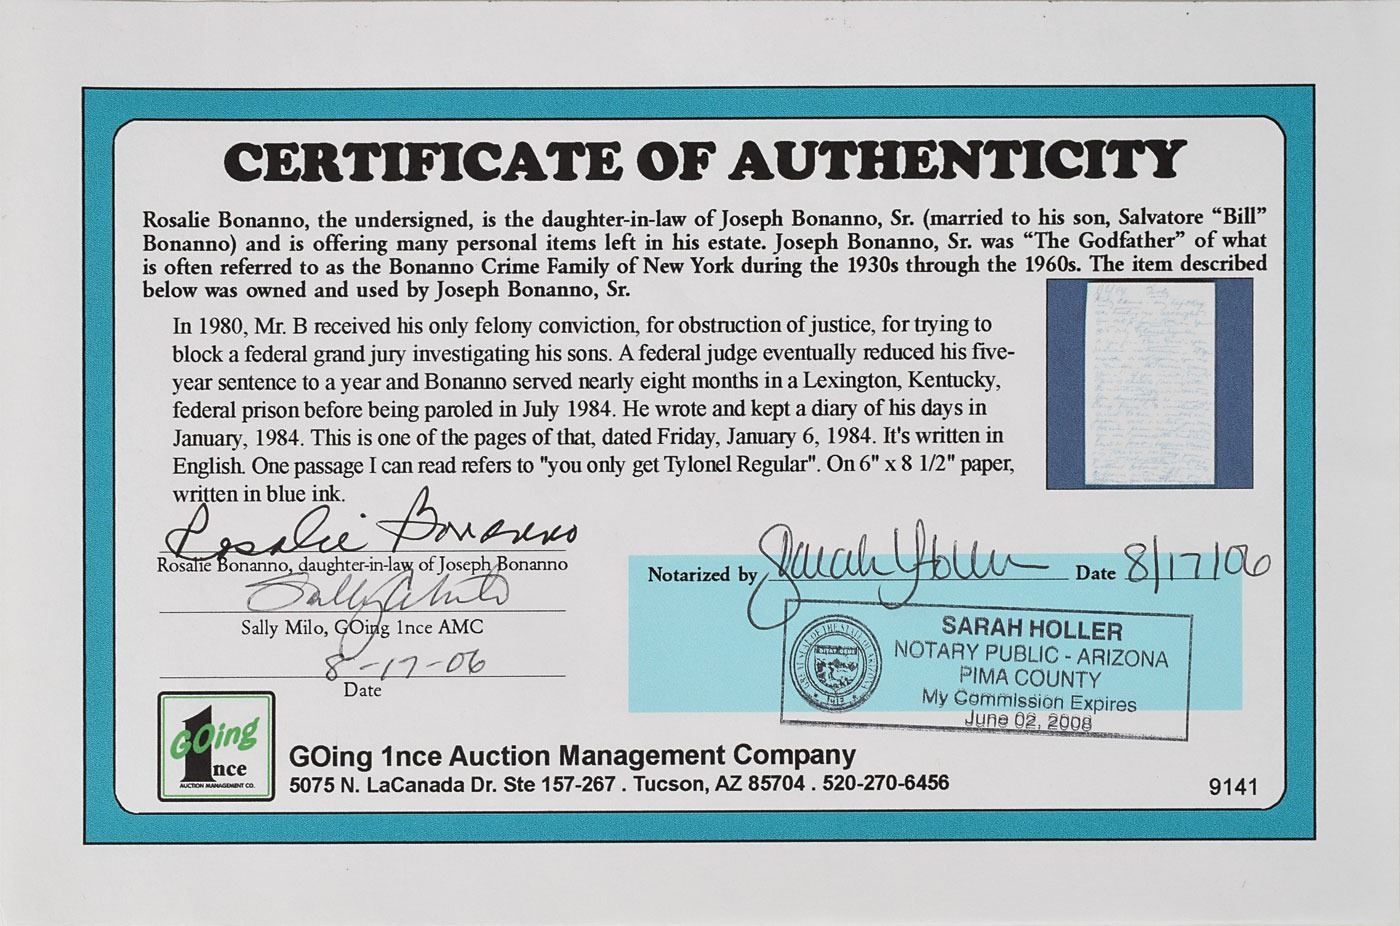 CERTIFICATE OF AUTHENTICITY
Rosalie Bonanno, the undersigned, is the daughter-in-law of Joseph Bonanno, Sr. (married to his son, Salvatore “Bill”
Bonanno) and is offering many personal items left in his estate. Joseph Bonanno, Sr. was “The Godfather” of what
is often referred to as the Bonanno Crime Family of New York during the 1930s through the 1960s. The item described
below was owned and used by Joseph Bonanno, Sr.
In 1980, Mr. B received his only felony conviction, for obstruction of justice, for trying to
block a federal grand jury investigating his sons. A federal judge eventually reduced his five-
year sentence to a year and Bonanno served nearly eight months in a Lexington, Kentucky,
federal prison before being paroled in July 1984. He wrote and kept a diary of his days in
January, 1984. This is one of the pages of that, dated Friday, January 6, 1984. It's written in
English. One passage I can read refers to "you only get Tylonel Regular". On 6" x 8 1/2" paper,
written in blue ink.
Rosalie Bonanno
Rosalie Bonanno, daughter-in-law of Joseph Bonanno
Sally Milo, GOing 1nce AMC
8-17-06
Date
Notarized by Sarah Holler Date 8/17/06
GREAT SEAL OF THE STATE OF ARIZONA
1912
SARAH HOLLER
NOTARY PUBLIC - ARIZONA
PIMA COUNTY
My Commission Expires
June 02, 2008
GOing
1nce
AUCTION MANAGEMENT CO.
GOing 1nce Auction Management Company
5075 N. LaCanada Dr. Ste 157-267 . Tucson, AZ 85704 . 520-270-6456
9141